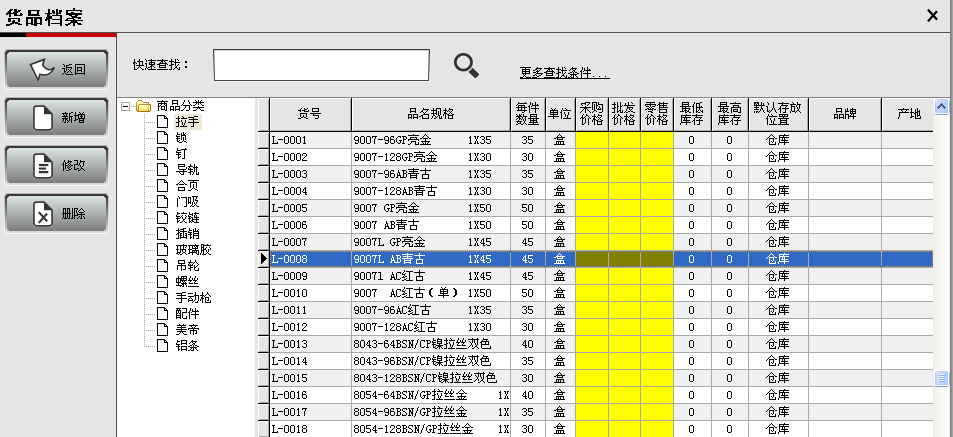 货品档案
返回
新增
修改
删除
快速查找：
更多查找条件...
商品分类
拉手
锁
钉
导轨
合页
门吸
铰链
插销
玻璃胶
吊轮
螺丝
手动枪
配件
美帝
铝条
货号 品名规格 每件数量 单位 采购价格 批发价格 零售价格 最低库存 最高库存 默认存放位置 品牌 产地
L-0001 9007-96GP亮金 1X35 35 盒 0 0 仓库
L-0002 9007-128GP亮金 1X30 30 盒 0 0 仓库
L-0003 9007-96AB青古 1X35 35 盒 0 0 仓库
L-0004 9007-128AB青古 1X30 30 盒 0 0 仓库
L-0005 9007 GP亮金 1X50 50 盒 0 0 仓库
L-0006 9007 AB青古 1X50 50 盒 0 0 仓库
L-0007 9007L GP亮金 1X45 45 盒 0 0 仓库
L-0008 9007L AB青古 1X45 45 盒 0 0 仓库
L-0009 9007l AC红古 1X45 45 盒 0 0 仓库
L-0010 9007 AC红古(单) 1X50 50 盒 0 0 仓库
L-0011 9007-96AC红古 1X35 35 盒 0 0 仓库
L-0012 9007-128AC红古 1X30 30 盒 0 0 仓库
L-0013 8043-64BSN/CP镍拉丝双色 40 盒 0 0 仓库
L-0014 8043-96BSN/CP镍拉丝双色 35 盒 0 0 仓库
L-0015 8043-128BSN/CP镍拉丝双色 30 盒 0 0 仓库
L-0016 8054-64BSN/GP拉丝金 1X 40 盒 0 0 仓库
L-0017 8054-96BSN/GP拉丝金 1X 35 盒 0 0 仓库
L-0018 8054-128BSN/GP拉丝金 1X 30 盒 0 0 仓库